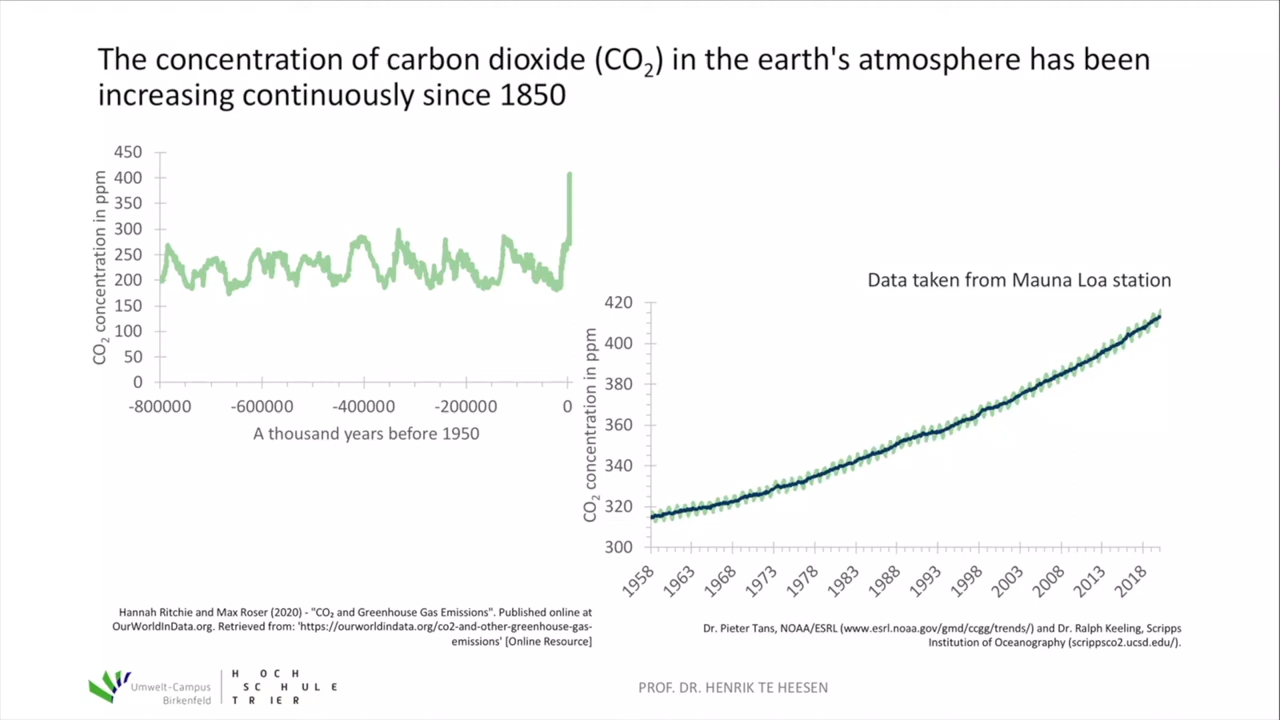 The concentration of carbon dioxide (CO₂) in the earth's atmosphere has been
increasing continuously since 1850
450
400
350
300
250
200
150
100
50
0
CO₂ concentration in ppm
-800000 -600000 -400000 -200000 0
A thousand years before 1950
Data taken from Mauna Loa station
420
400
380
360
340
320
300
CO₂ concentration in ppm
1958 1963 1968 1973 1978 1983 1988 1993 1998 2003 2008 2013 2018
Hannah Ritchie and Max Roser (2020) - "CO₂ and Greenhouse Gas Emissions". Published online at
OurWorldInData.org. Retrieved from: 'https://ourworldindata.org/co2-and-other-greenhouse-gas-
emissions' [Online Resource]
Dr. Pieter Tans, NOAA/ESRL (www.esrl.noaa.gov/gmd/ccgg/trends/) and Dr. Ralph Keeling, Scripps
Institution of Oceanography (scrippsco2.ucsd.edu/).
Umwelt-Campus
Birkenfeld
H OCH
SCHULE
TRIER
PROF. DR. HENRIK TE HEESEN